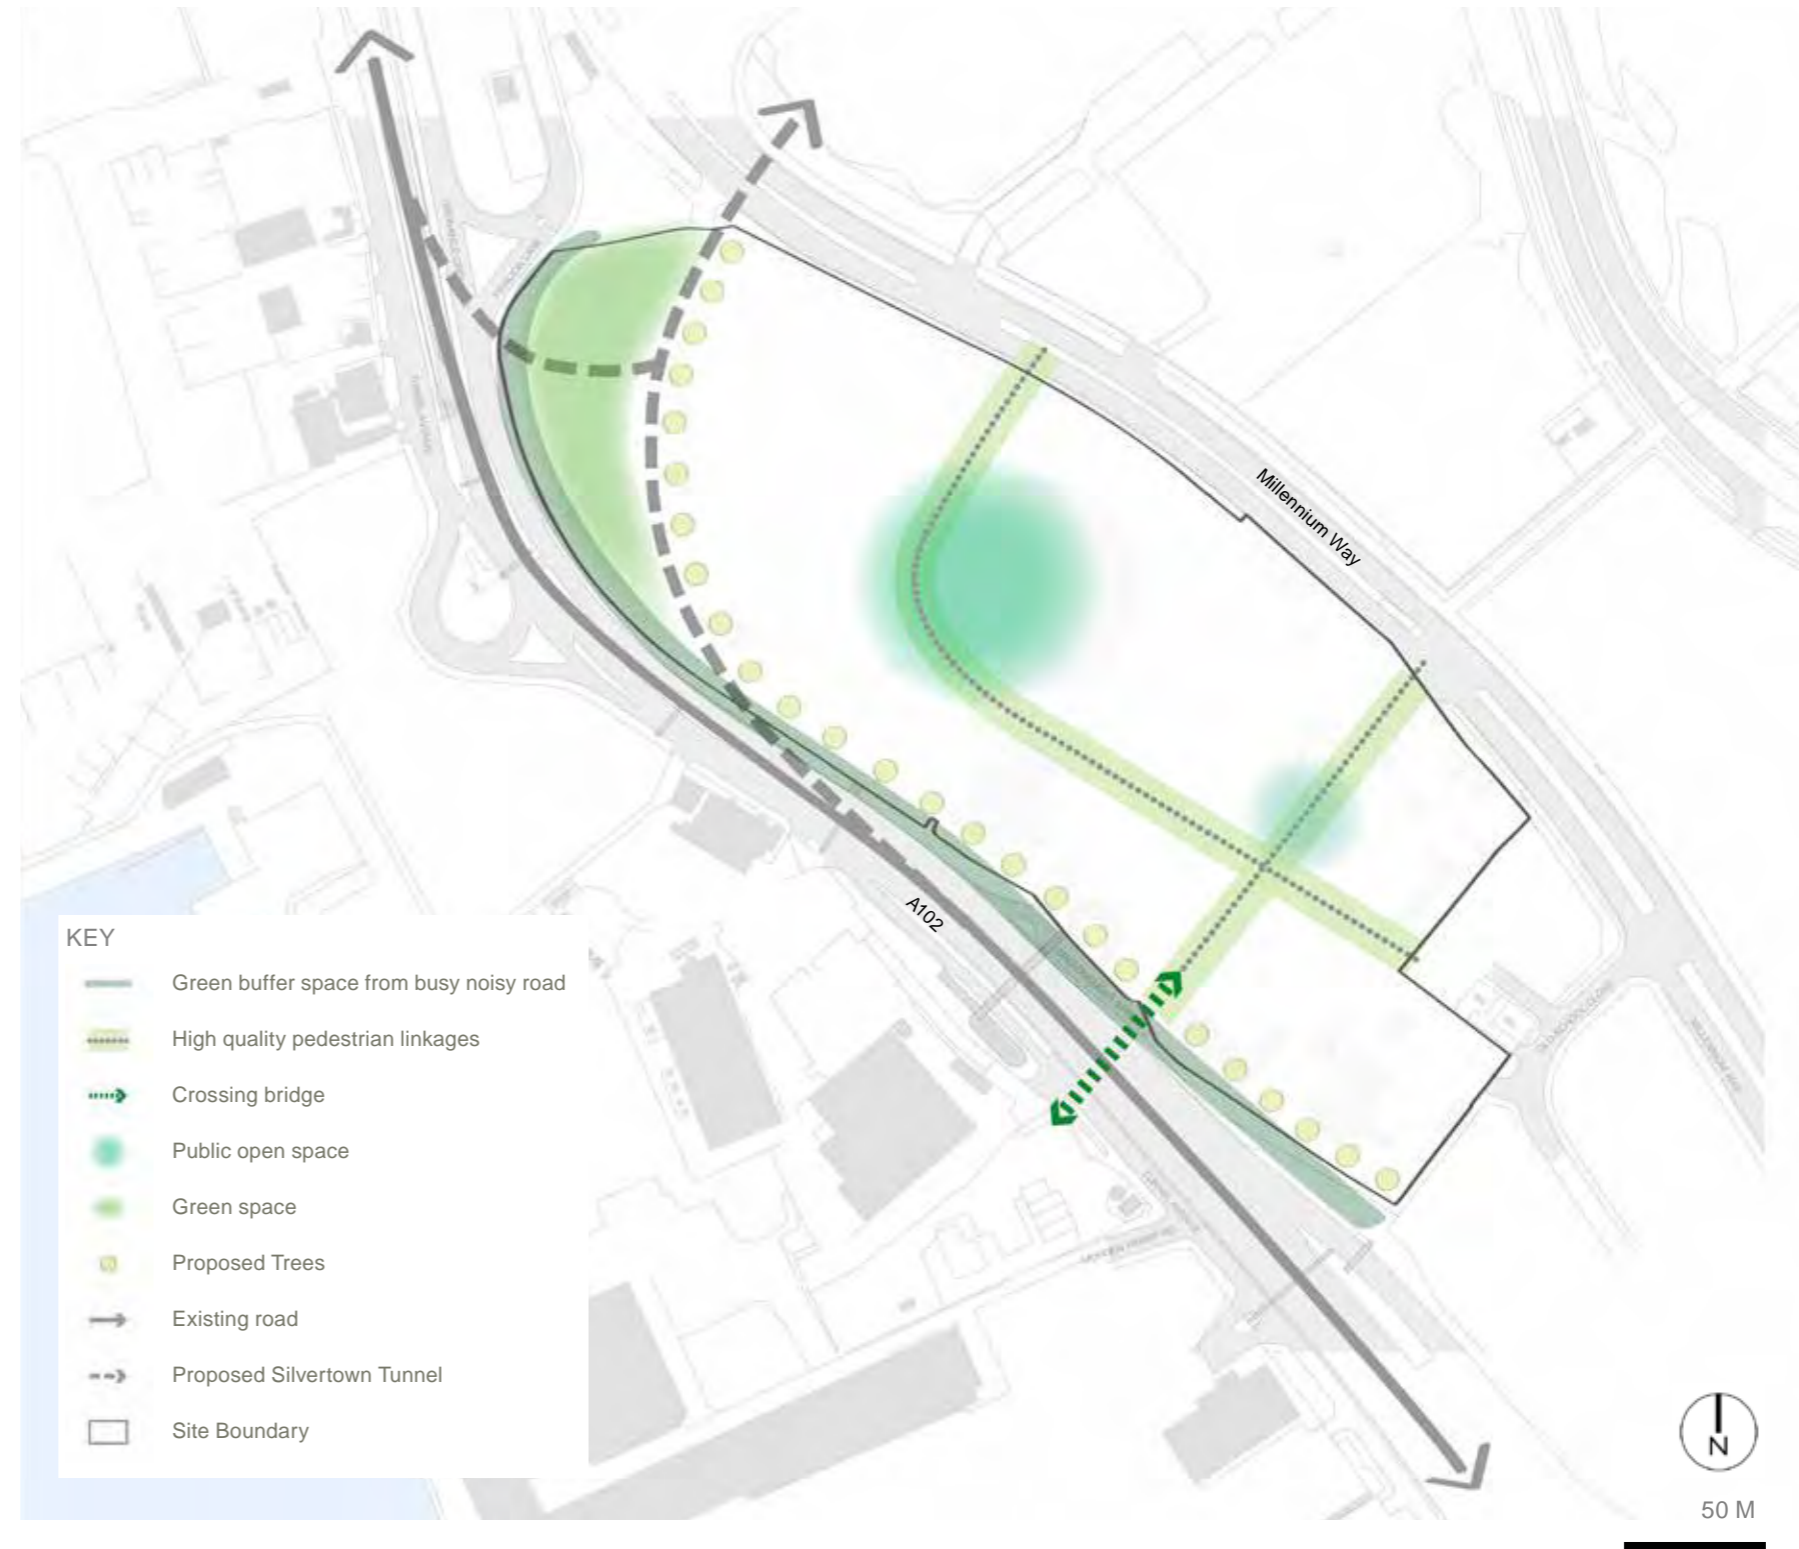 Millennium Way
A102
KEY
Green buffer space from busy noisy road
High quality pedestrian linkages
Crossing bridge
Public open space
Green space
Proposed Trees
Existing road
Proposed Silvertown Tunnel
Site Boundary
N
50 M